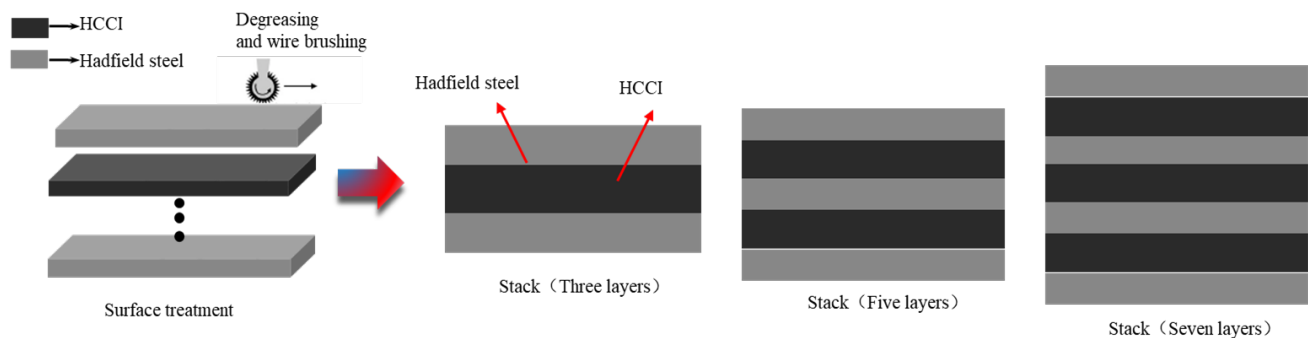 HCCI
Hadfield steel
Degreasing
and wire brushing
Surface treatment
Hadfield steel
HCCI
Stack（Three layers）
Stack（Five layers）
Stack（Seven layers）